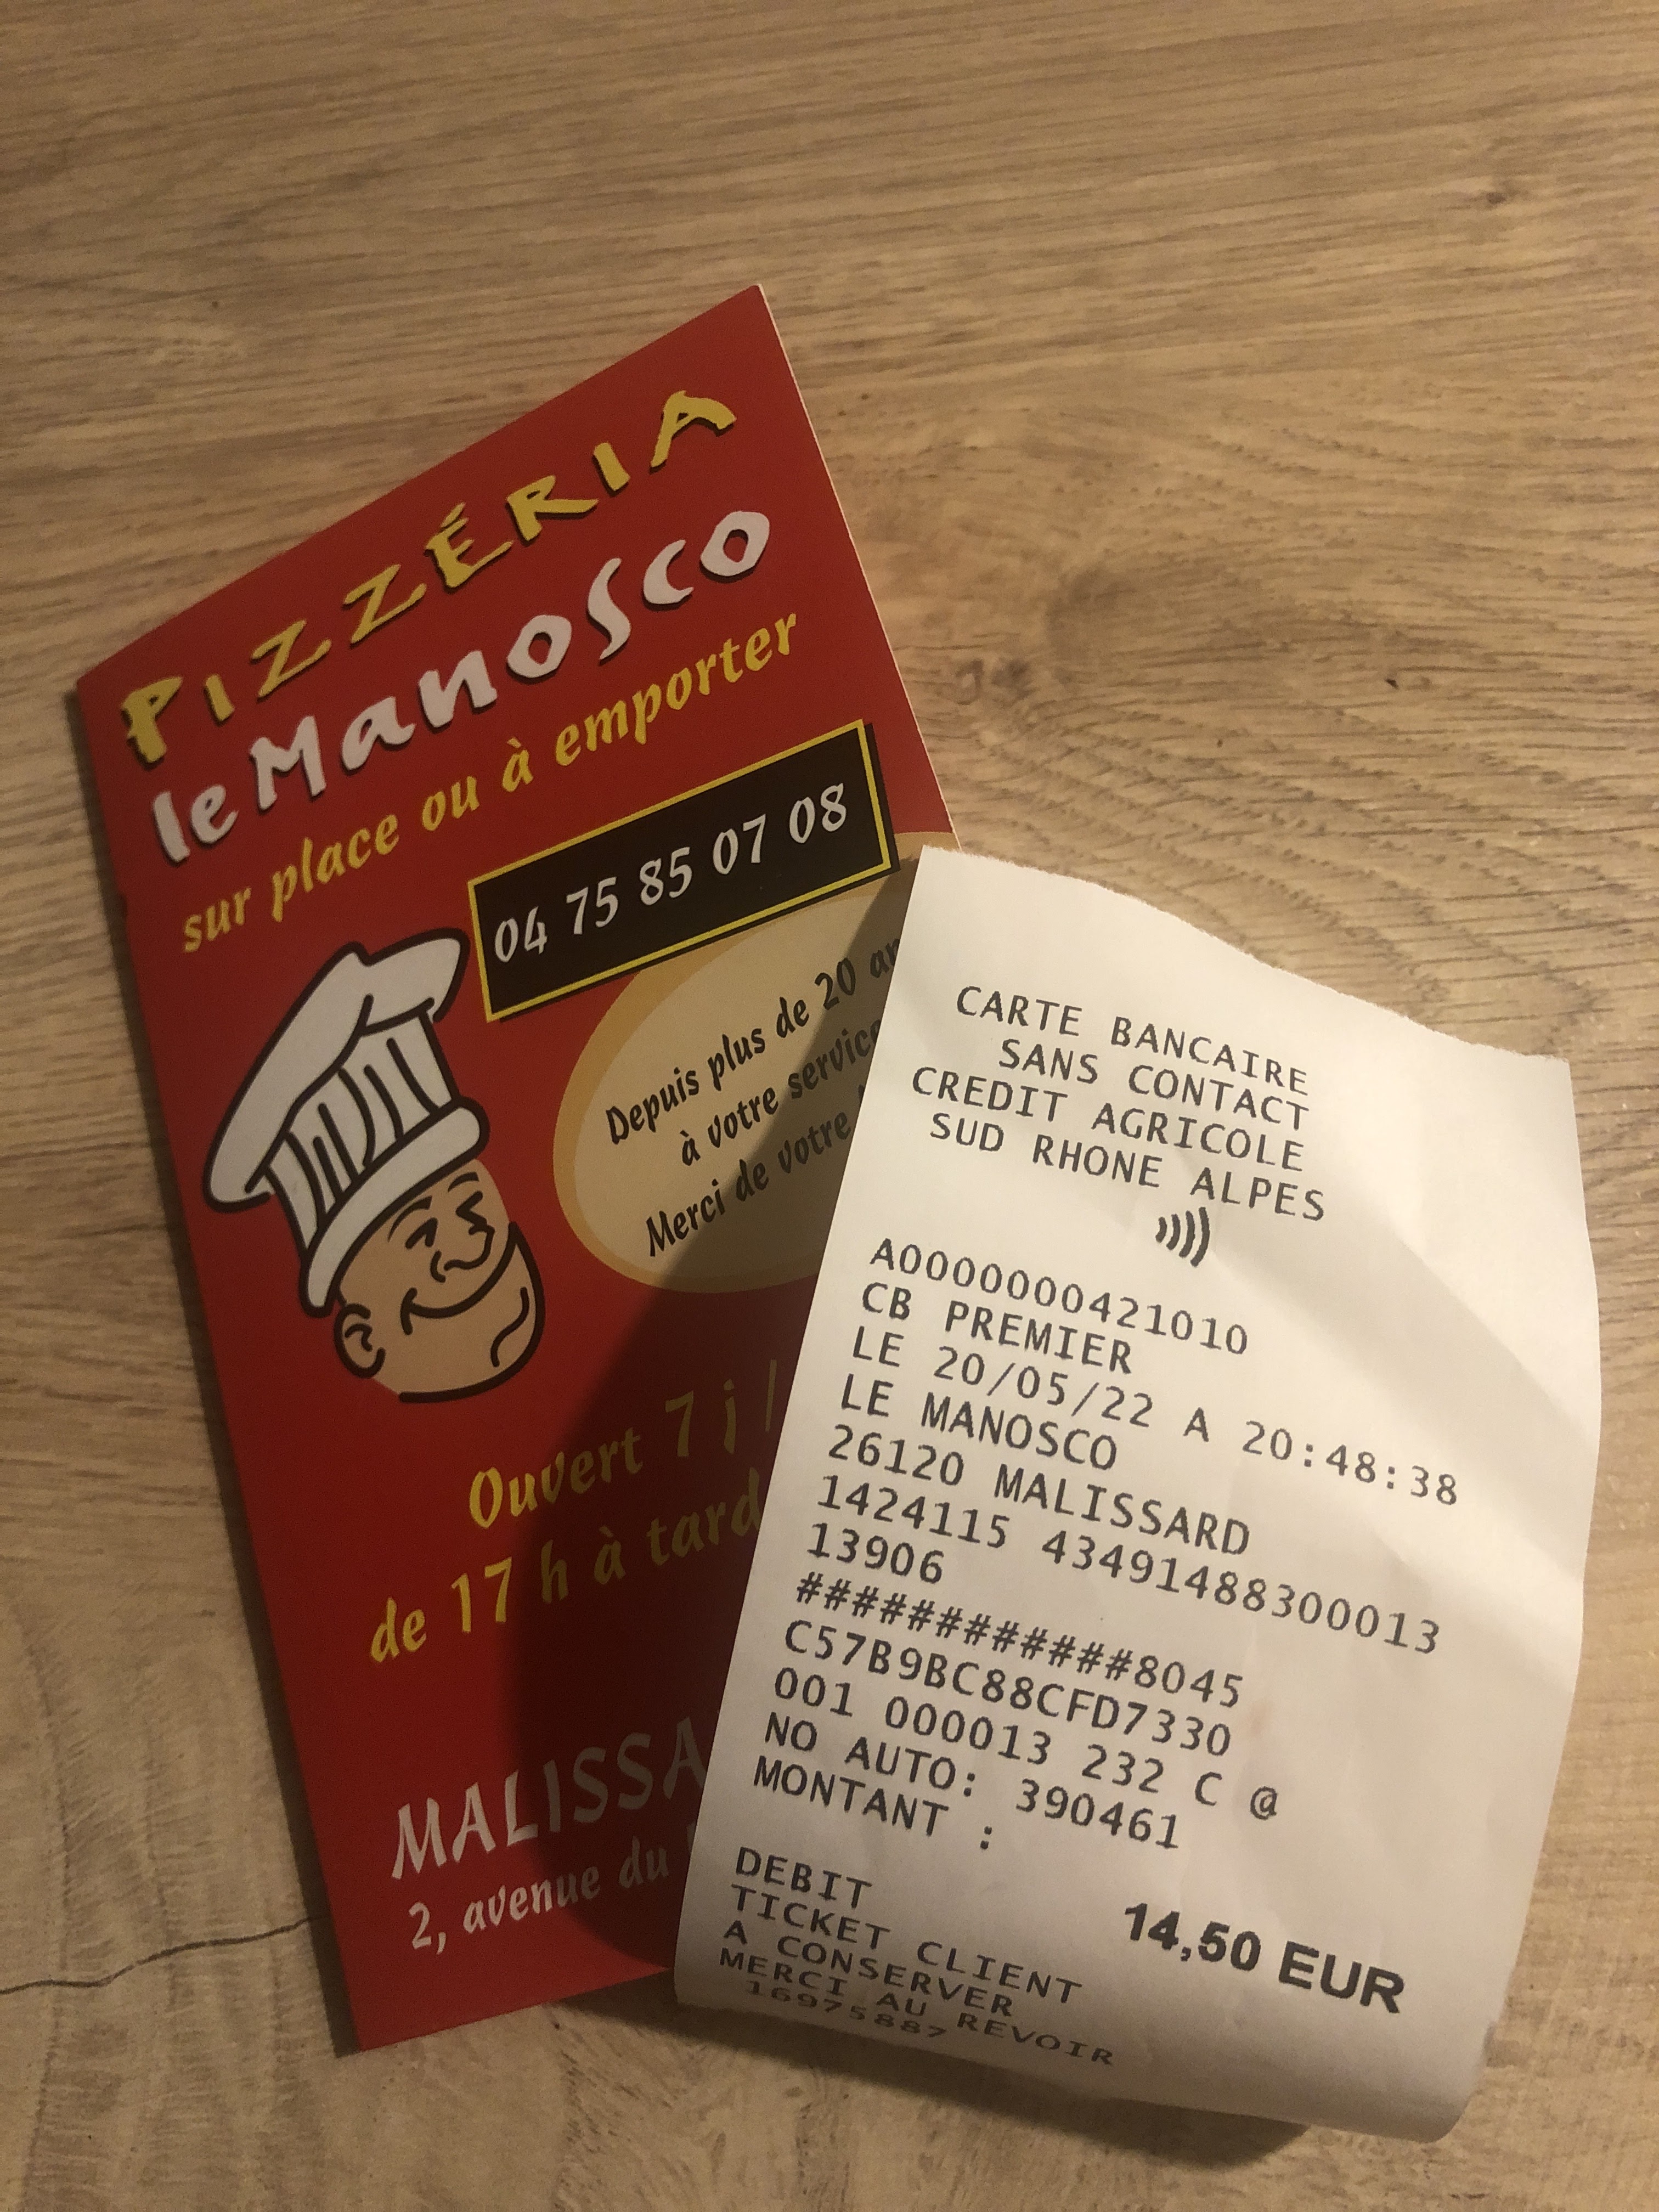 PIZZÉRIA
le Manosco
sur place ou à emporter
04 75 85 07 08
Depuis plus de 20
à votre service
Merci de votre
Ouvert 7 j /
de 17 h à tard
MALISSA
2, avenue du
CARTE BANCAIRE
SANS CONTACT
CREDIT AGRICOLE
SUD RHONE ALPES
A0000000421010
CB PREMIER
LE 20/05/22 A 20:48:38
LE MANOSCO
26120 MALISSARD
1424115 43491488300013
13906
############8045
C57B9BC88CFD7330
001 000013 232 C @
NO AUTO: 390461
MONTANT :
14,50 EUR
DEBIT
TICKET CLIENT
A CONSERVER
MERCI AU REVOIR
16975887